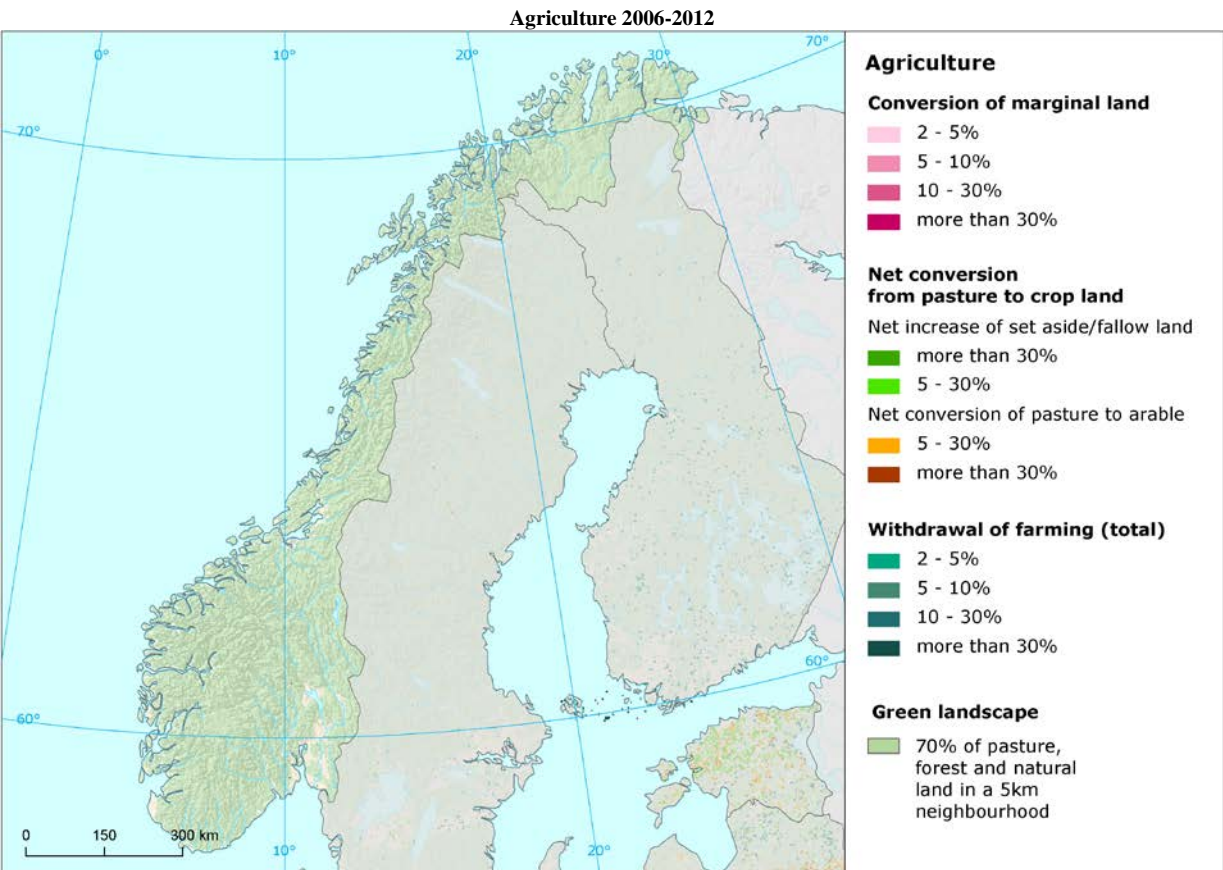 Agriculture 2006-2012
0°
10°
20°
30°
70°
70°
60°
60°
0 150 300 km
10°
20°
Agriculture
Conversion of marginal land
2 - 5%
5 - 10%
10 - 30%
more than 30%
Net conversion
from pasture to crop land
Net increase of set aside/fallow land
more than 30%
5 - 30%
Net conversion of pasture to arable
5 - 30%
more than 30%
Withdrawal of farming (total)
2 - 5%
5 - 10%
10 - 30%
more than 30%
Green landscape
70% of pasture,
forest and natural
land in a 5km
neighbourhood